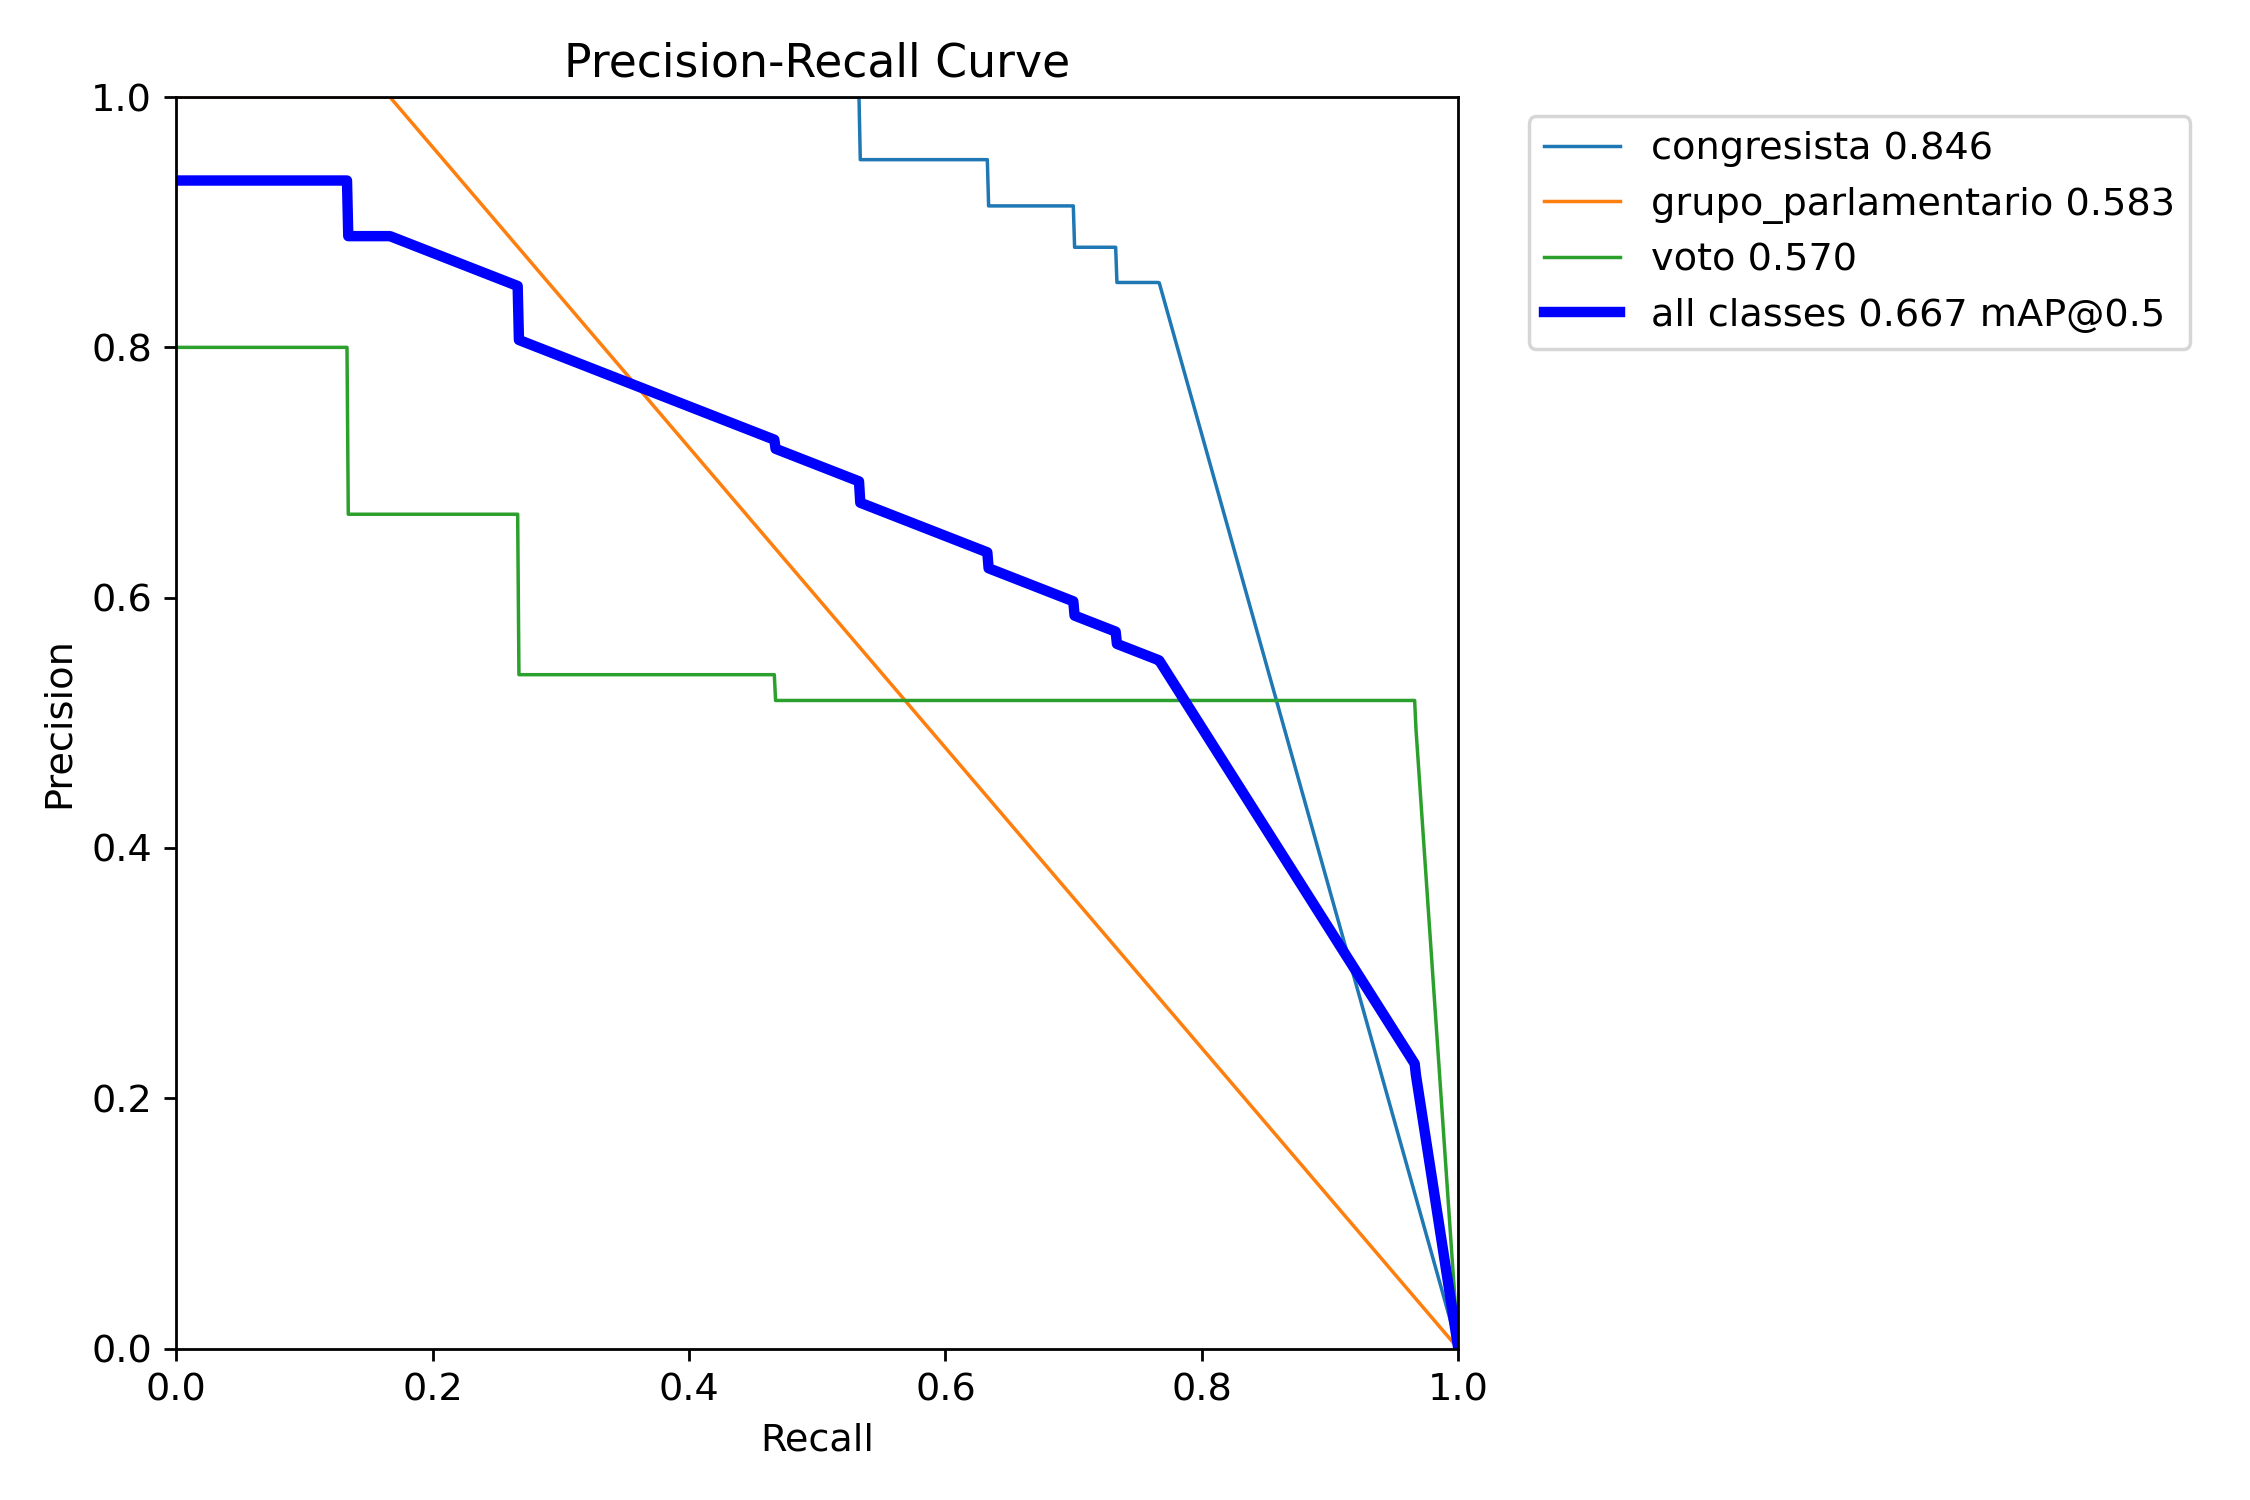 Precision-Recall Curve
1.0
0.8
0.6
0.4
0.2
0.0
Precision
0.0 0.2 0.4 0.6 0.8 1.0
Recall
congresista 0.846
grupo_parlamentario 0.583
voto 0.570
all classes 0.667 mAP@0.5